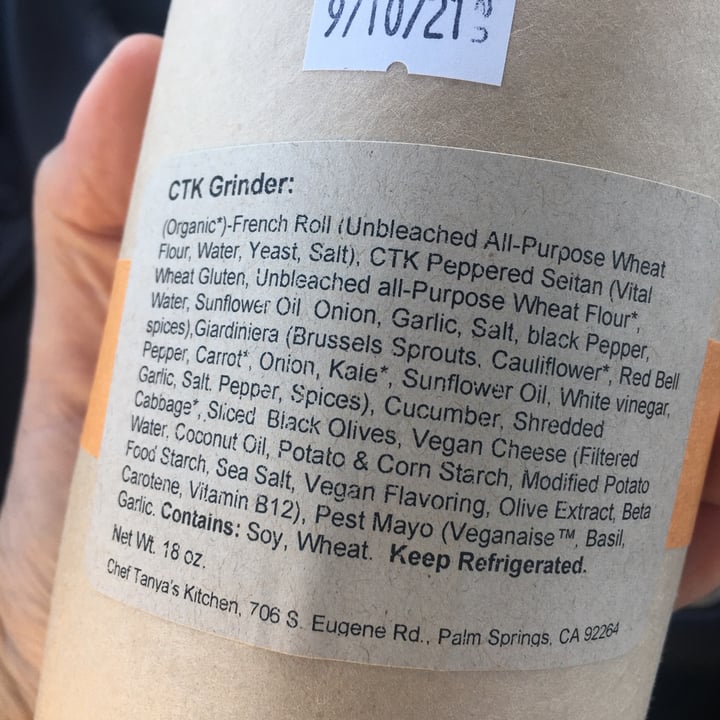 9/10/21
CTK Grinder:
(Organic*)-French Roll (Unbleached All-Purpose Wheat
Flour, Water, Yeast, Salt), CTK Peppered Seitan (Vital
Wheat Gluten, Unbleached all-Purpose Wheat Flour*,
Water, Sunflower Oil Onion, Garlic, Salt, black Pepper,
spices),Giardiniera (Brussels Sprouts, Cauliflower*, Red Bell
Pepper, Carrot*, Onion, Kale*, Sunflower Oil, White vinegar,
Garlic, Salt, Pepper, Spices), Cucumber, Shredded
Cabbage*, Sliced Black Olives, Vegan Cheese (Filtered
Water, Coconut Oil, Potato & Corn Starch, Modified Potato
Food Starch, Sea Salt, Vegan Flavoring, Olive Extract, Beta
Carotene, Vitamin B12), Pest Mayo (Veganaise™, Basil,
Garlic. Contains: Soy, Wheat. Keep Refrigerated.
Net Wt. 18 oz.
Chef Tanya's Kitchen, 706 S. Eugene Rd., Palm Springs, CA 92264